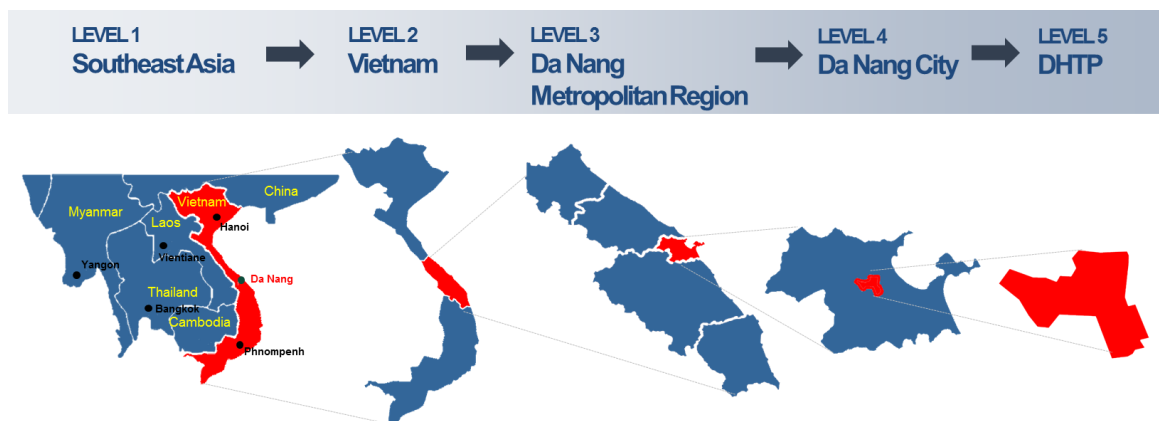 LEVEL 1
Southeast Asia
LEVEL 2
Vietnam
LEVEL 3
Da Nang
Metropolitan Region
LEVEL 4
Da Nang City
LEVEL 5
DHTP
China
Vietnam
Myanmar
Laos
Hanoi
Vientiane
Yangon
Da Nang
Thailand
Bangkok
Cambodia
Phnompenh